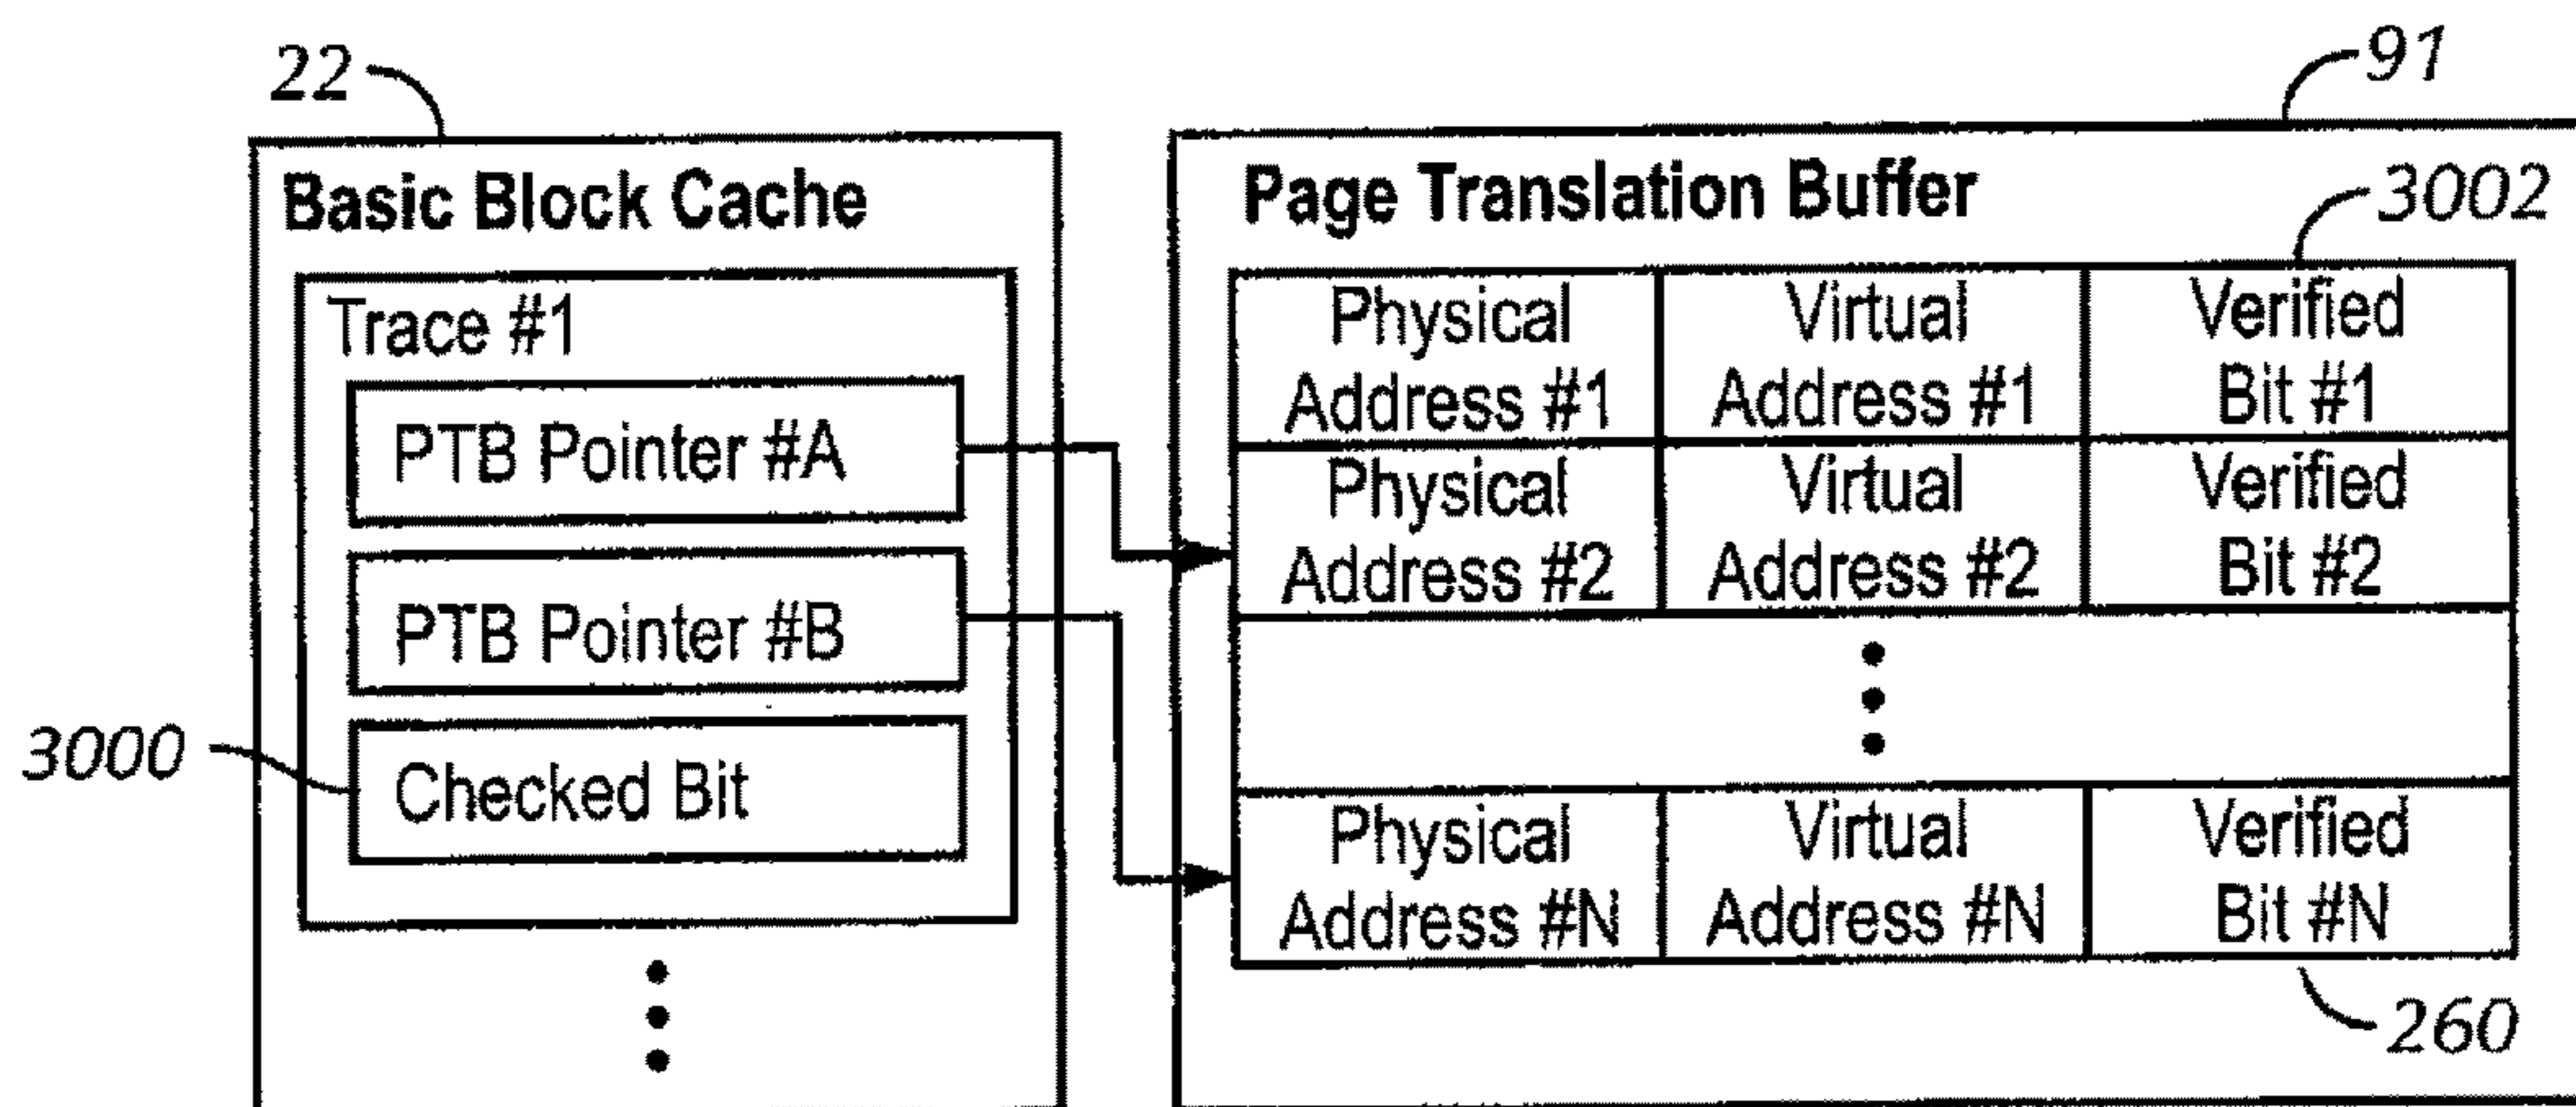 22
91
Basic Block Cache
Page Translation Buffer
3002
Trace #1
PTB Pointer #A
PTB Pointer #B
3000
Checked Bit
Physical
Address #1
Virtual
Address #1
Verified
Bit #1
Physical
Address #2
Virtual
Address #2
Verified
Bit #2
Physical
Address #N
Virtual
Address #N
Verified
Bit #N
260